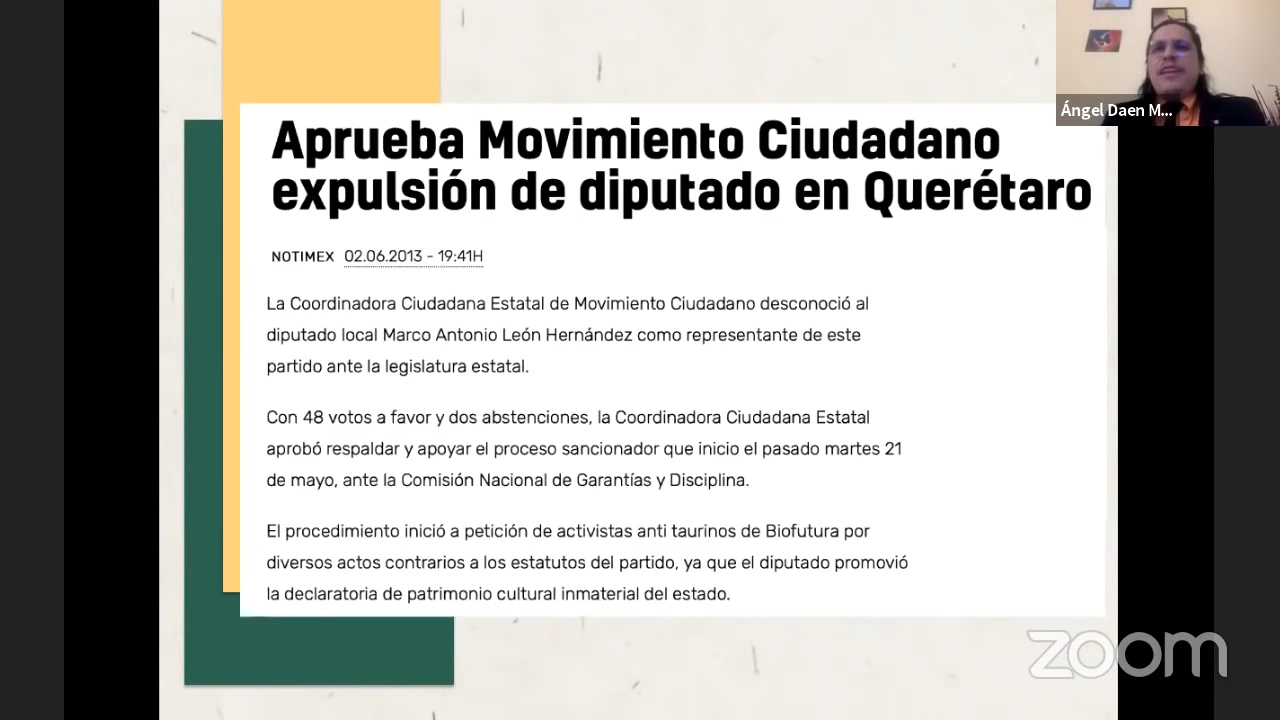 Aprueba Movimiento Ciudadano
expulsión de diputado en Querétaro
NOTIMEX 02.06.2013 - 19:41H
La Coordinadora Ciudadana Estatal de Movimiento Ciudadano desconoció al
diputado local Marco Antonio León Hernández como representante de este
partido ante la legislatura estatal.
Con 48 votos a favor y dos abstenciones, la Coordinadora Ciudadana Estatal
aprobó respaldar y apoyar el proceso sancionador que inicio el pasado martes 21
de mayo, ante la Comisión Nacional de Garantías y Disciplina.
El procedimiento inició a petición de activistas anti taurinos de Biofutura por
diversos actos contrarios a los estatutos del partido, ya que el diputado promovió
la declaratoria de patrimonio cultural inmaterial del estado.
Ángel Daen M...
zoom